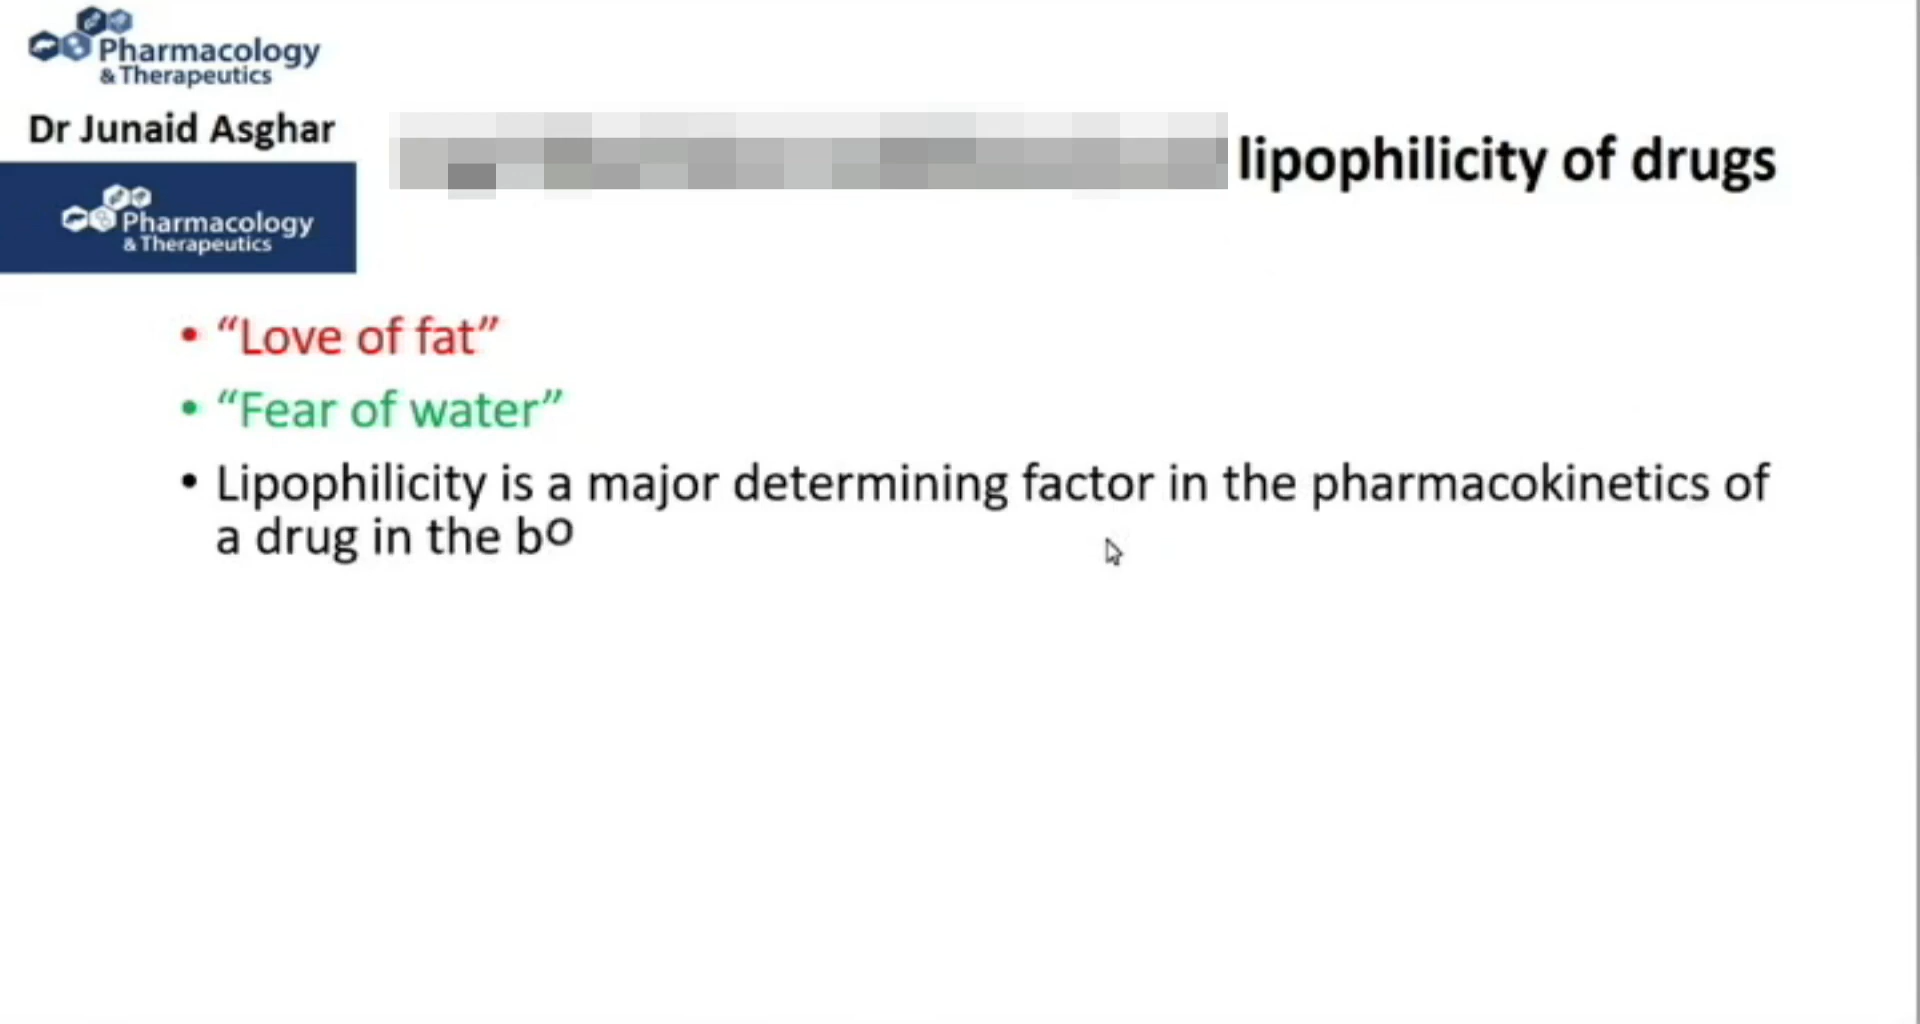 Pharmacology
& Therapeutics
Dr Junaid Asghar
lipophilicity of drugs
Pharmacology
& Therapeutics
• “Love of fat”
• “Fear of water”
• Lipophilicity is a major determining factor in the pharmacokinetics of
a drug in the bo